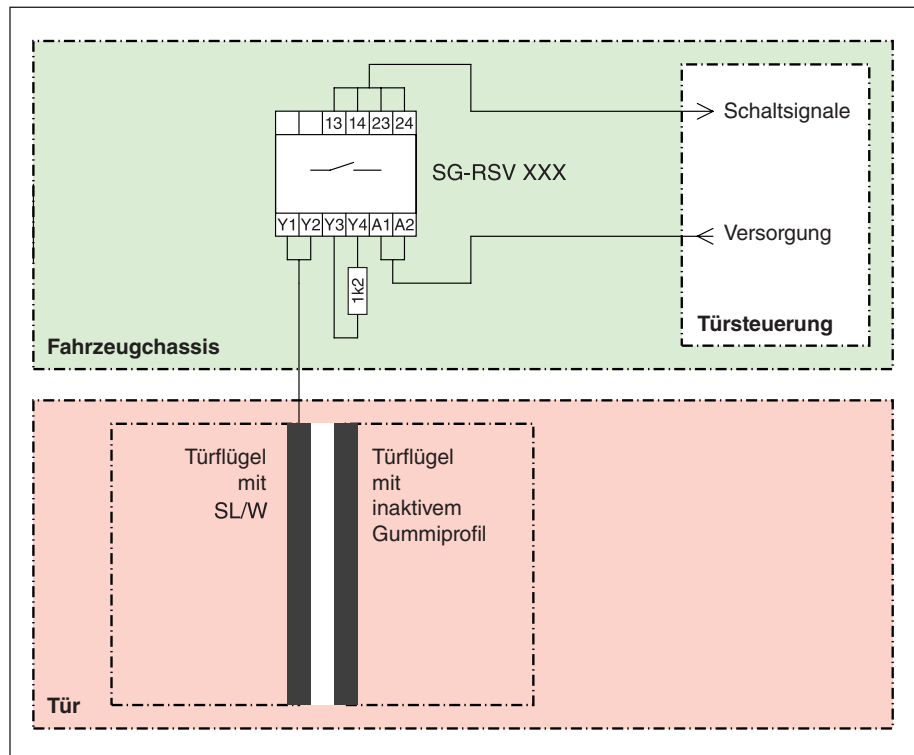 13 14 23 24
Schaltsignale
SG-RSV XXX
Y1 Y2 Y3 Y4 A1 A2
Versorgung
1k2
Türsteuerung
Fahrzeugchassis
Türflügel
mit
SL/W
Türflügel
mit
inaktivem
Gummiprofil
Tür